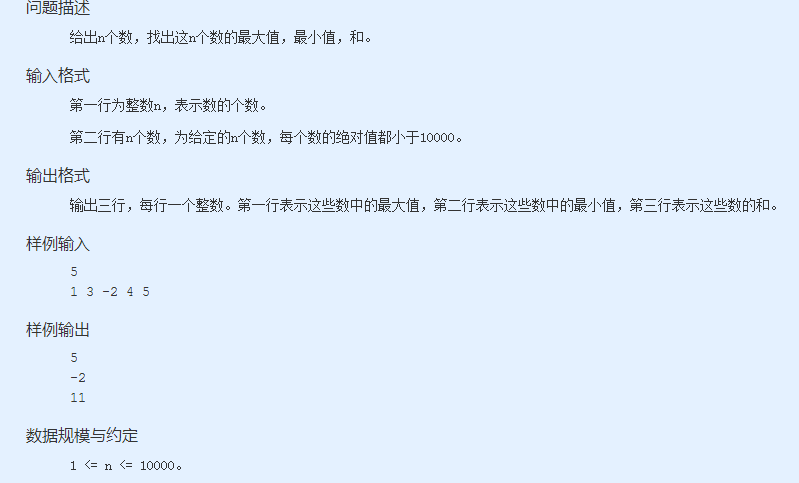 问题描述
给出n个数，找出这n个数的最大值，最小值，和。
输入格式
第一行为整数n，表示数的个数。
第二行有n个数，为给定的n个数，每个数的绝对值都小于10000。
输出格式
输出三行，每行一个整数。第一行表示这些数中的最大值，第二行表示这些数中的最小值，第三行表示这些数的和。
样例输入
5
1 3 -2 4 5
样例输出
5
-2
11
数据规模与约定
1 <= n <= 10000。